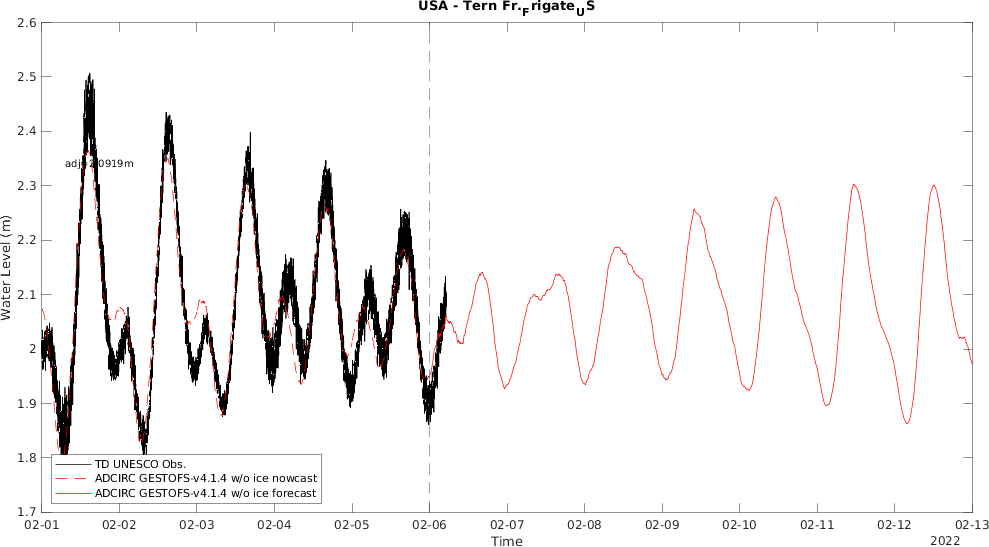 USA - Tern Fr.FrigateUS
2.6
2.5
2.4
2.3
2.2
2.1
2
1.9
1.8
1.7
Water Level (m)
TD UNESCO Obs.
ADCIRC GESTOFS-v4.1.4 w/o ice nowcast
ADCIRC GESTOFS-v4.1.4 w/o ice forecast
02-01 02-02 02-03 02-04 02-05 02-06 02-07 02-08 02-09 02-10 02-11 02-12 02-13
Time
2022